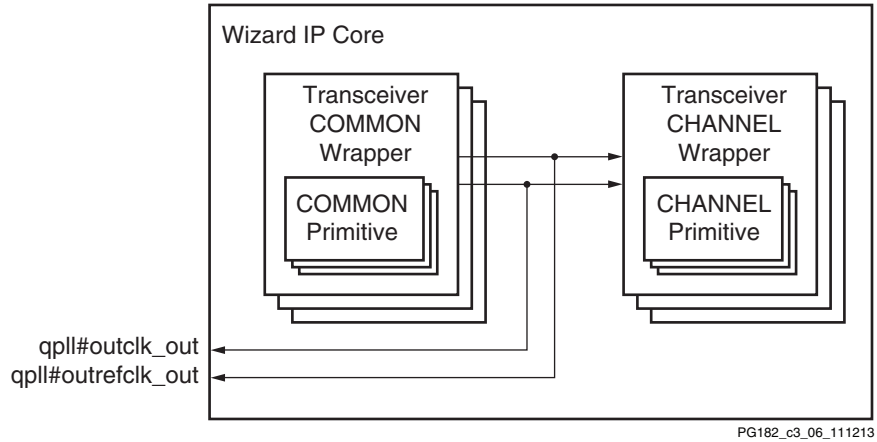 Wizard IP Core
Transceiver
COMMON
Wrapper
COMMON
Primitive
Transceiver
CHANNEL
Wrapper
CHANNEL
Primitive
qpll#outclk_out
qpll#outrefclk_out
PG182_c3_06_111213